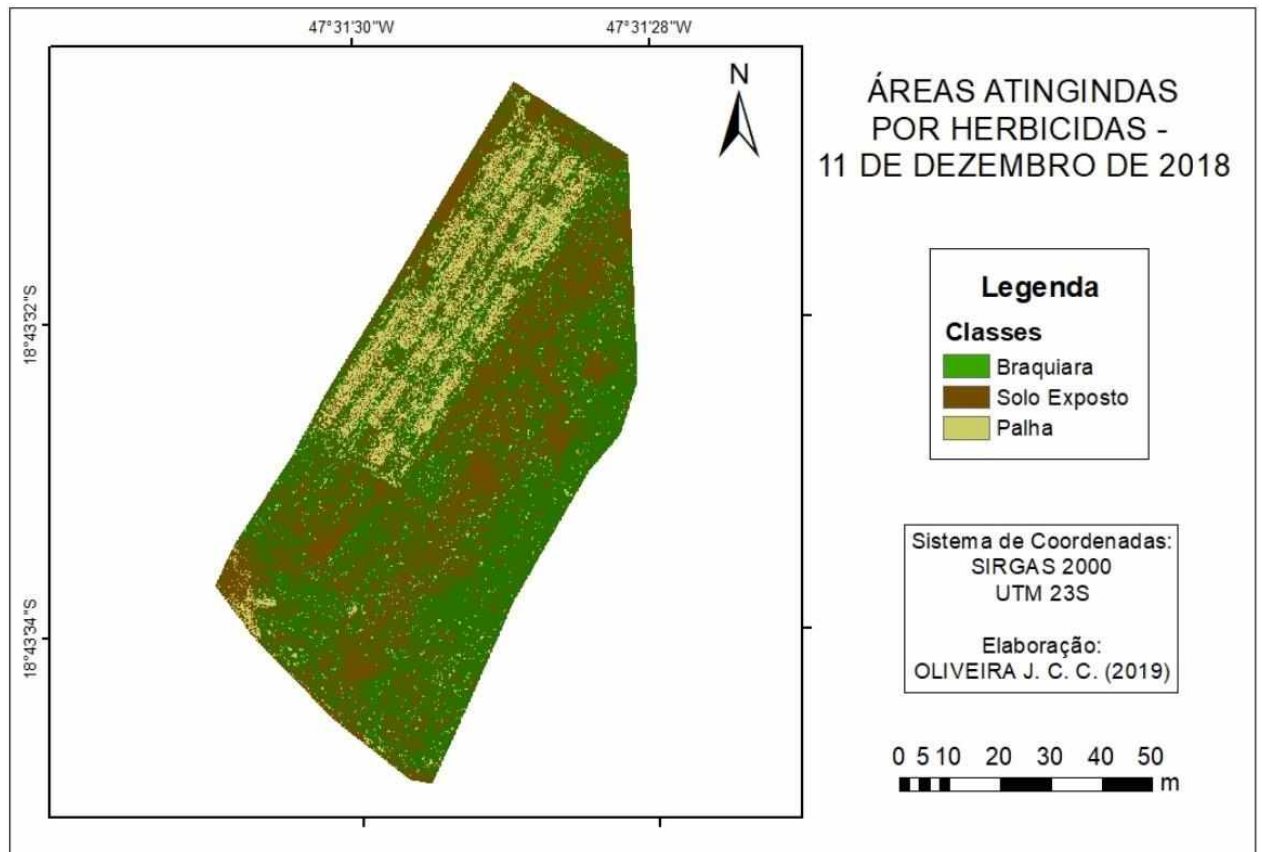 47°31'30"W
47°31'28"W
N
18°43'32"S
18°43'34"S
ÁREAS ATINGINDAS
POR HERBICIDAS -
11 DE DEZEMBRO DE 2018
Legenda
Classes
Braquiara
Solo Exposto
Palha
Sistema de Coordenadas:
SIRGAS 2000
UTM 23S
Elaboração:
OLIVEIRA J. C. C. (2019)
0 5 10 20 30 40 50
m